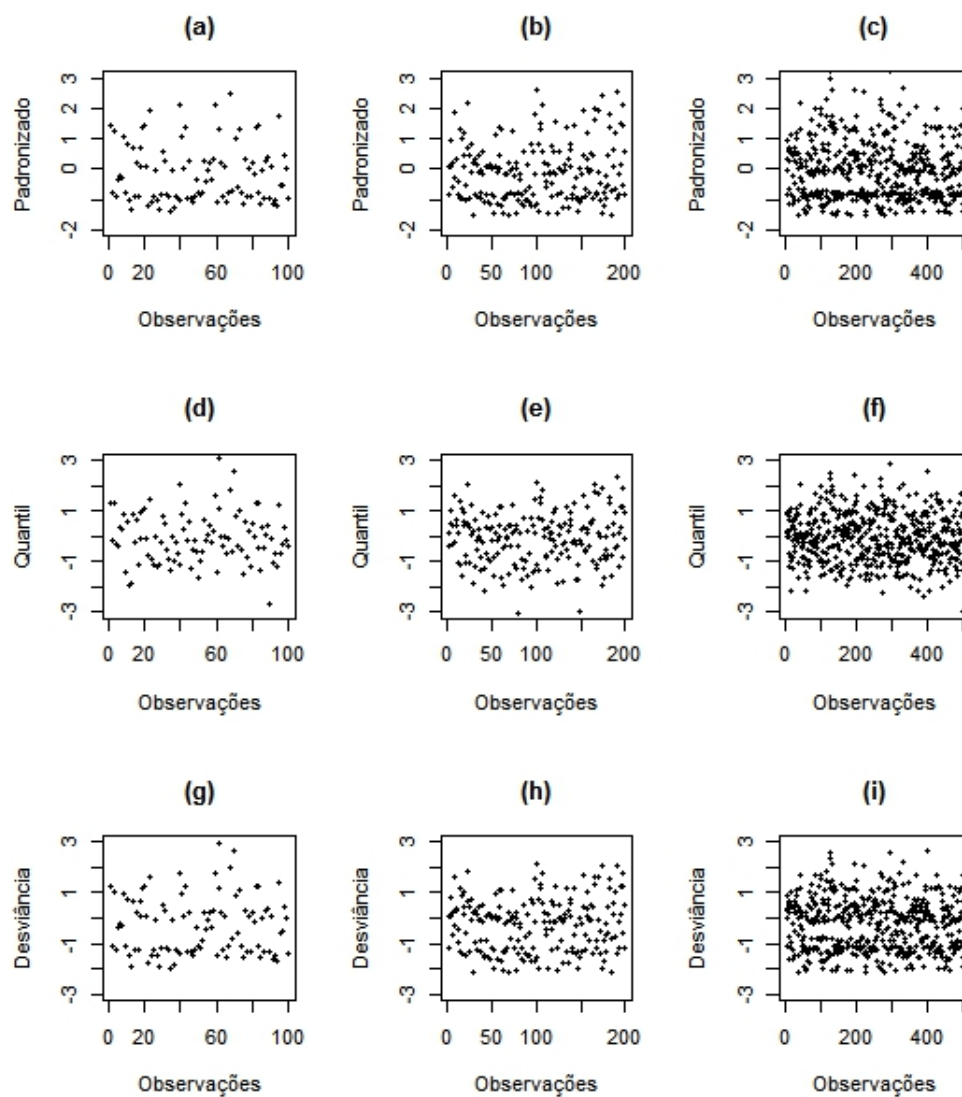 (a) (b) (c)
Padronizado 3 2 1 0 -2
Padronizado 3 2 1 0 -2
Padronizado 3 2 1 0 -2
0 20 60 100
0 50 100 200
0 200 400
Observações Observações Observações
(d) (e) (f)
Quantil 3 1 -1 -3
Quantil 3 1 -1 -3
Quantil 3 1 -1 -3
0 20 60 100
0 50 100 200
0 200 400
Observações Observações Observações
(g) (h) (i)
Desviância 3 1 -1 -3
Desviância 3 1 -1 -3
Desviância 3 1 -1 -3
0 20 60 100
0 50 100 200
0 200 400
Observações Observações Observações